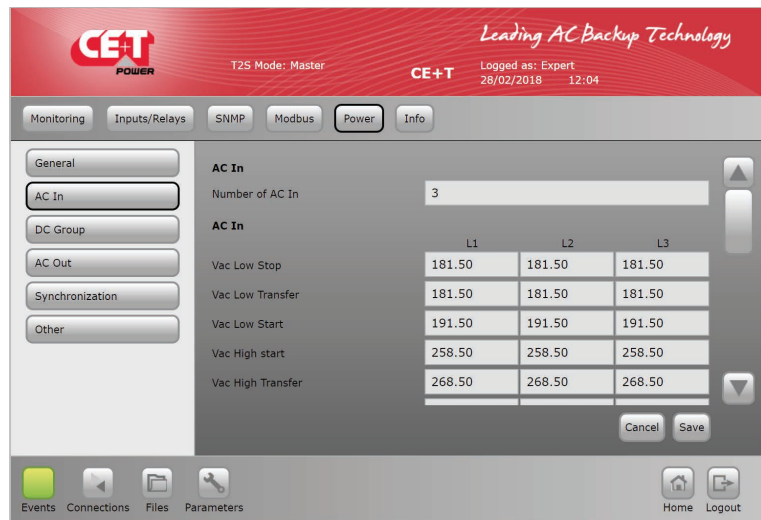 CE+T
POWER
Leading AC Backup Technology
T2S Mode: Master
CE+T
Logged as: Expert
28/02/2018 12:04
Monitoring Inputs/Relays SNMP Modbus Power Info
General
AC In
DC Group
AC Out
Synchronization
Other
AC In
Number of AC In 3
AC In
L1 L2 L3
Vac Low Stop 181.50 181.50 181.50
Vac Low Transfer 181.50 181.50 181.50
Vac Low Start 191.50 191.50 191.50
Vac High start 258.50 258.50 258.50
Vac High Transfer 268.50 268.50 268.50
Cancel Save
Events Connections Files Parameters Home Logout